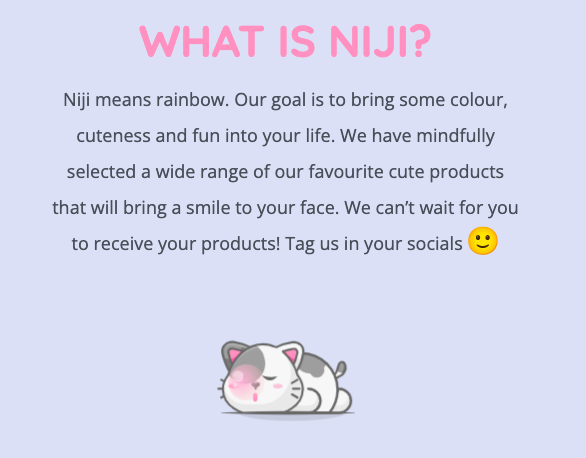 WHAT IS NIJI?
Niji means rainbow. Our goal is to bring some colour,
cuteness and fun into your life. We have mindfully
selected a wide range of our favourite cute products
that will bring a smile to your face. We can’t wait for you
to receive your products! Tag us in your socials 🙂